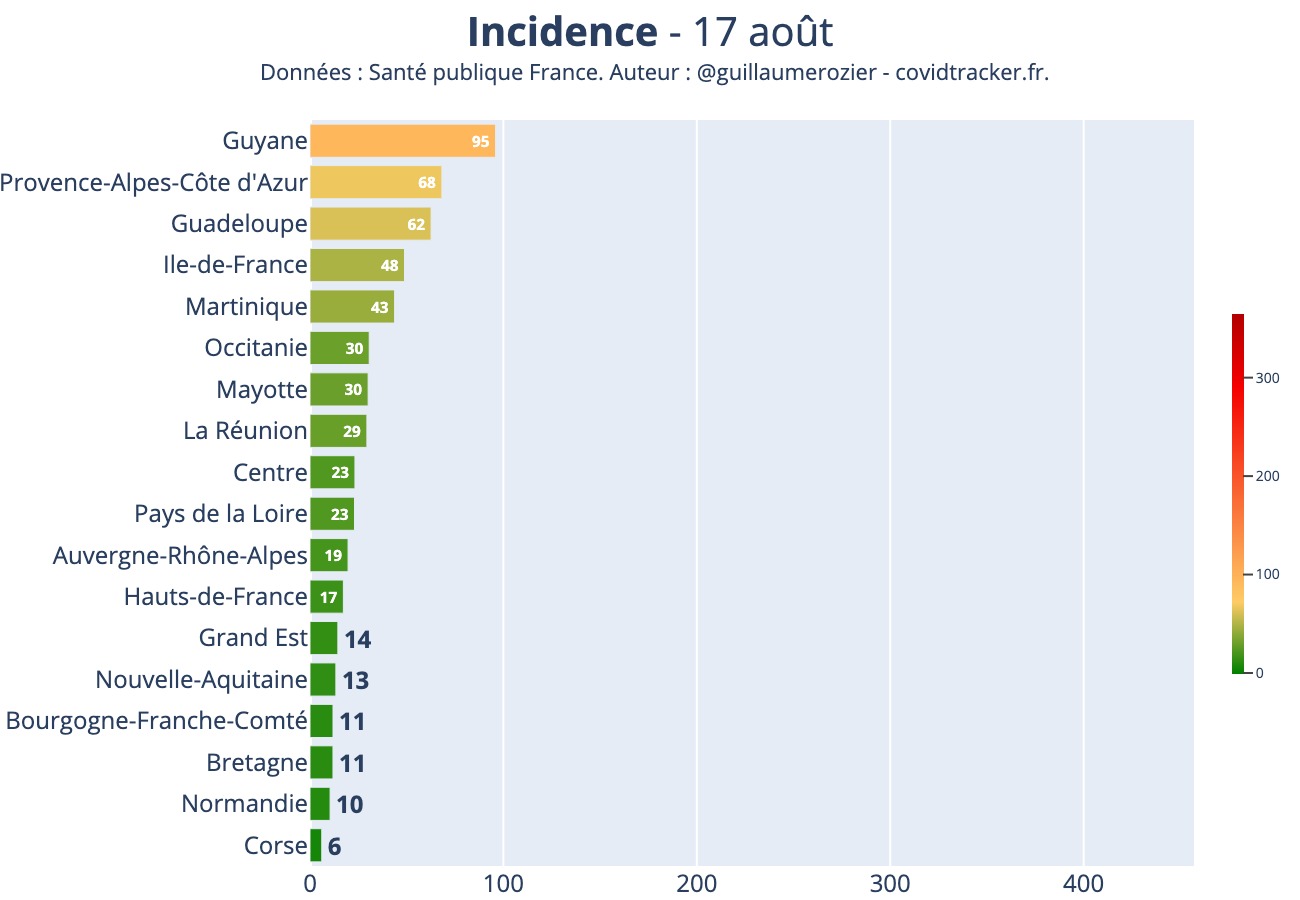 Incidence - 17 août
Données : Santé publique France. Auteur : @guillaumerozier - covidtracker.fr.
Guyane 95
Provence-Alpes-Côte d'Azur 68
Guadeloupe 62
Ile-de-France 48
Martinique 43
Occitanie 30
Mayotte 30
La Réunion 29
Centre 23
Pays de la Loire 23
Auvergne-Rhône-Alpes 19
Hauts-de-France 17
Grand Est 14
Nouvelle-Aquitaine 13
Bourgogne-Franche-Comté 11
Bretagne 11
Normandie 10
Corse 6
0 100 200 300 400
300
200
100
0